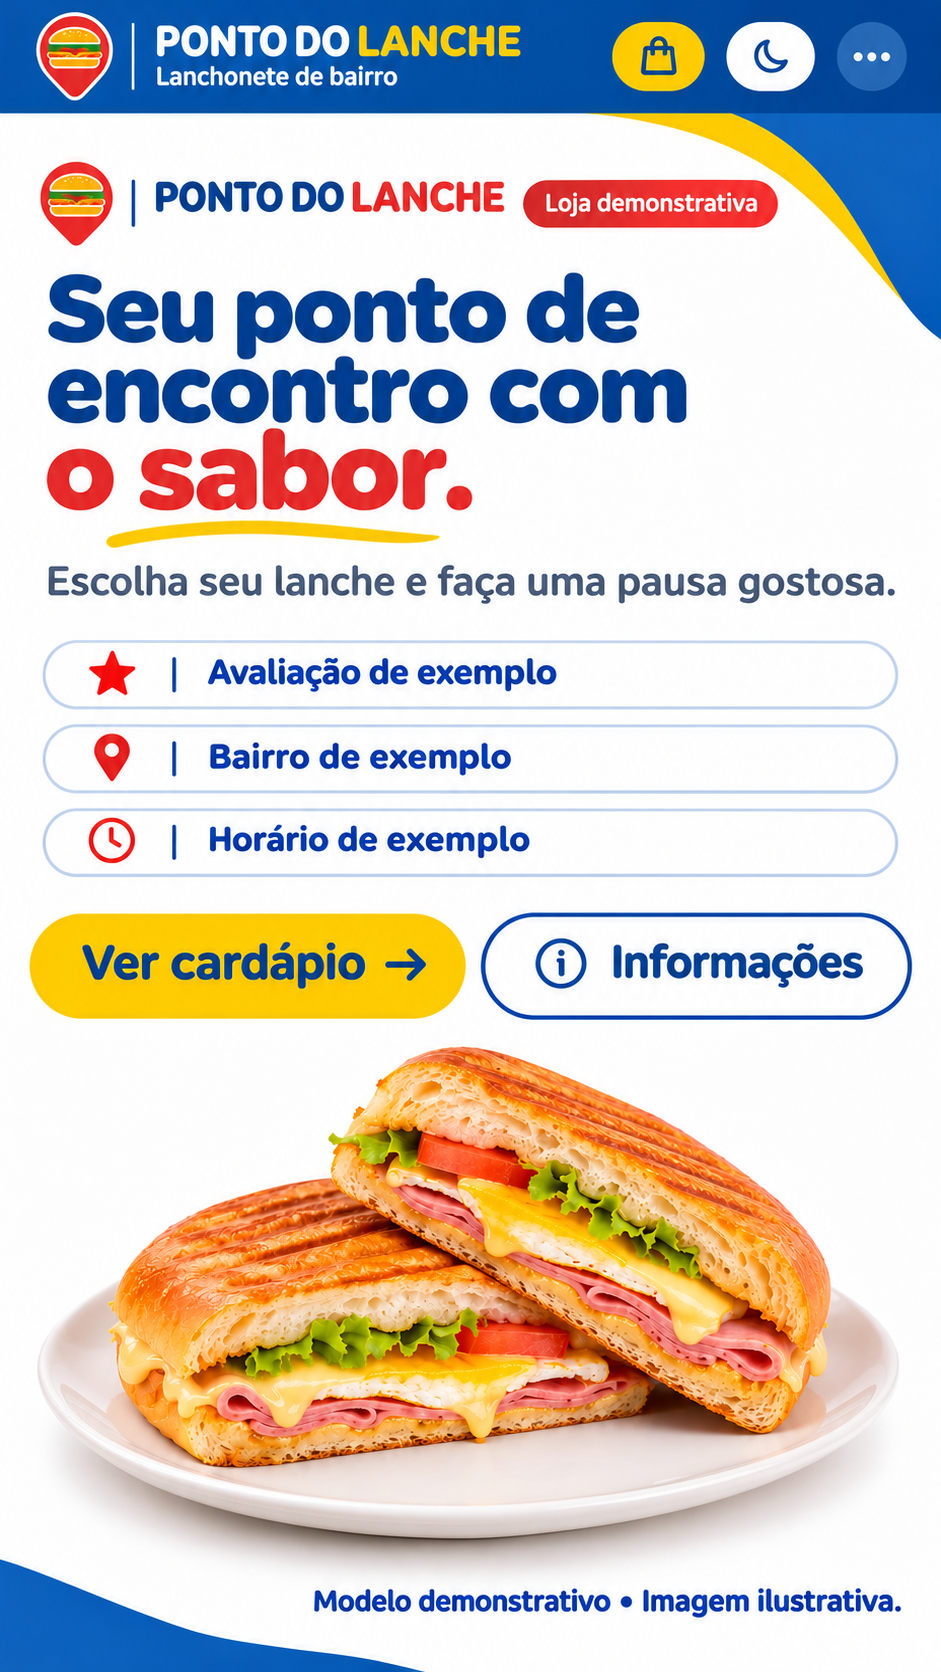 PONTO DO LANCHE
Lanchonete de bairro
PONTO DO LANCHE
Loja demonstrativa
Seu ponto de
encontro com
o sabor.
Escolha seu lanche e faça uma pausa gostosa.
Avaliação de exemplo
Bairro de exemplo
Horário de exemplo
Ver cardápio →
Informações
Modelo demonstrativo • Imagem ilustrativa.